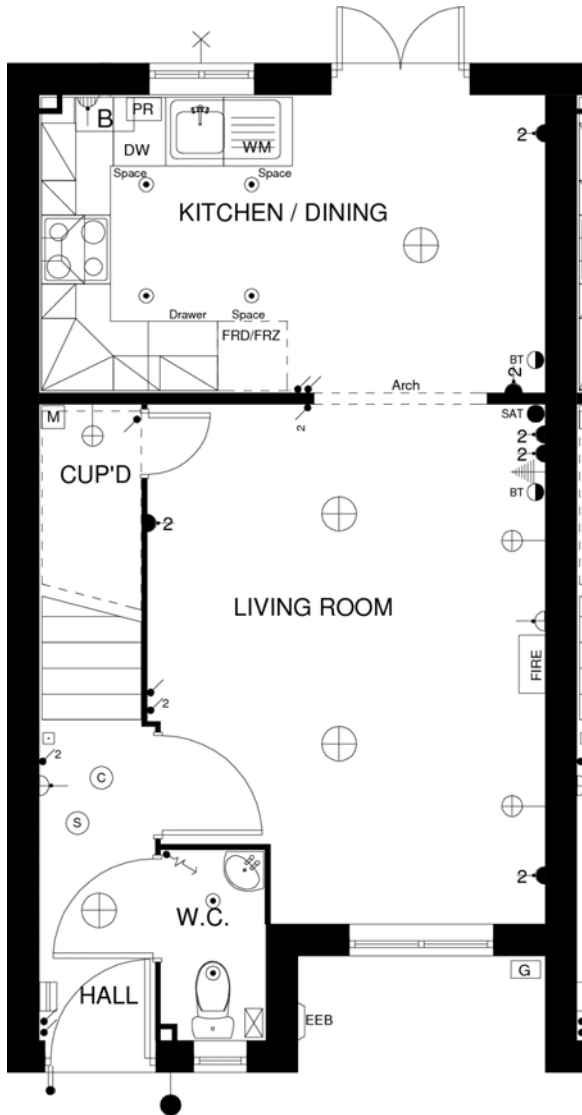 B
PR
DW
WM
2
Space
Space
KITCHEN / DINING
Drawer
Space
FRD/FRZ
BT
2
Arch
M
SAT
2
2
2
CUP'D
BT
2
LIVING ROOM
FIRE
2
2
C
S
2
W.C.
HALL
G
EEB